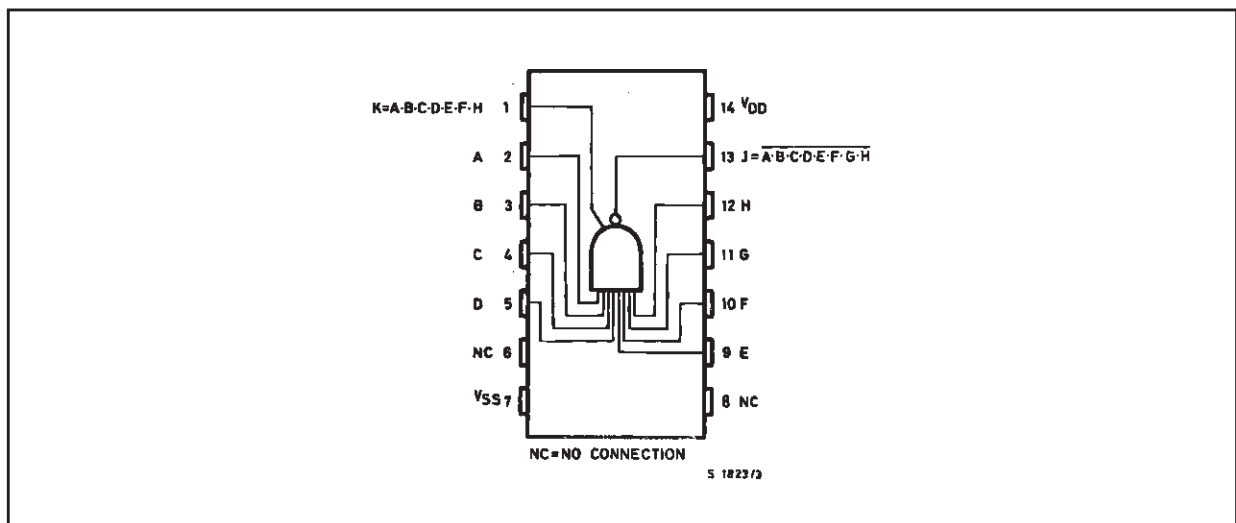 K=A·B·C·D·E·F·H 1
A 2
B 3
C 4
D 5
NC 6
VSS 7
14 VDD
13 J=A·B·C·D·E·F·G·H
12 H
11 G
10 F
9 E
8 NC
NC=NO CONNECTION
S 1823/3